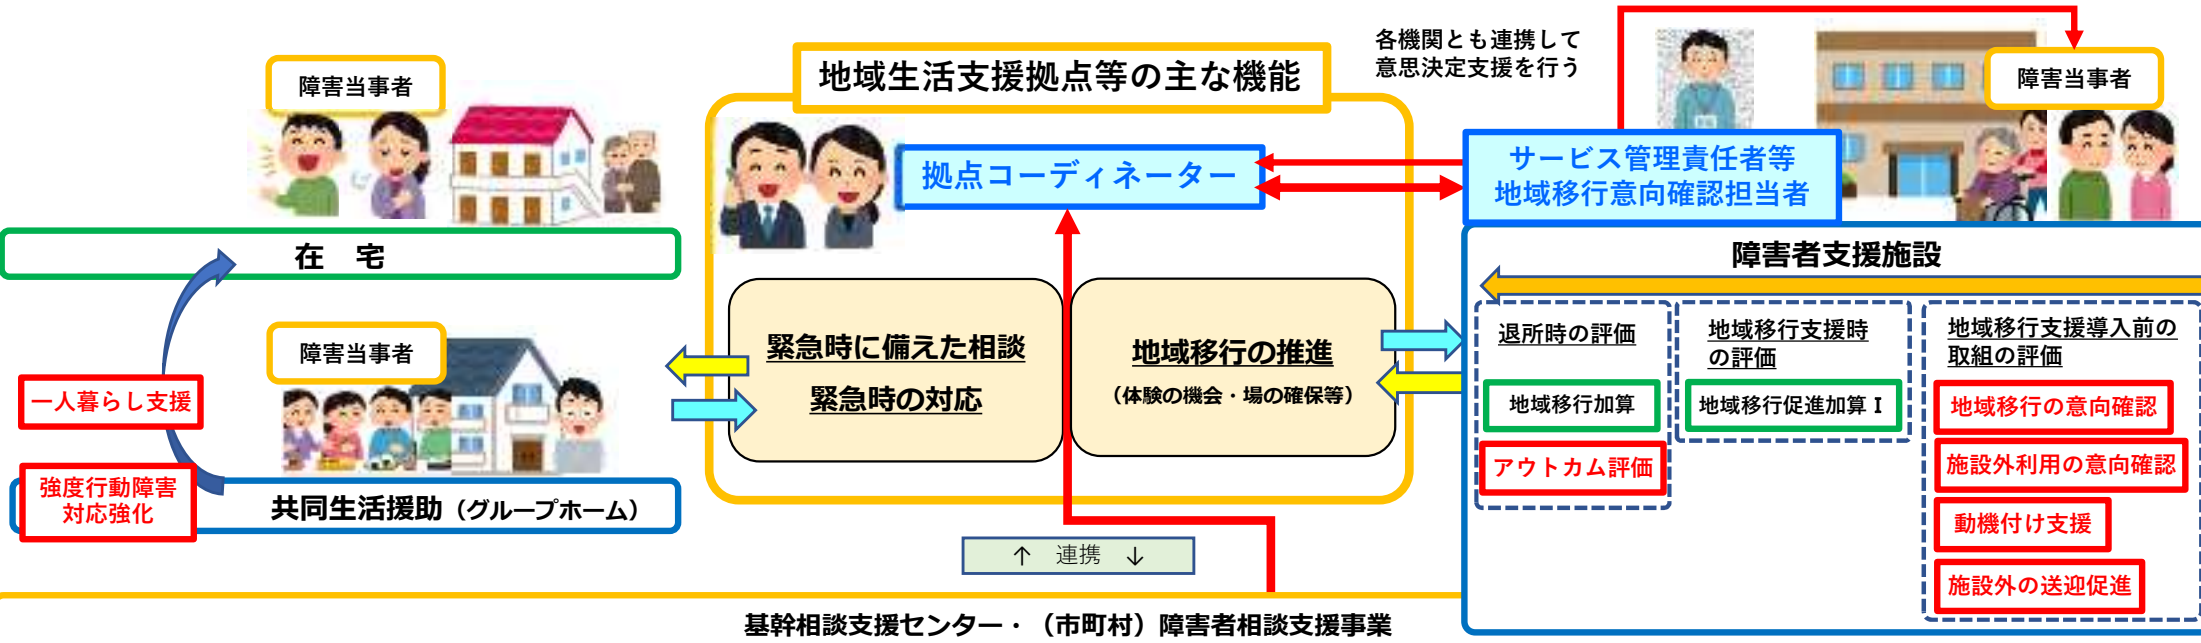 各機関とも連携して
意思決定支援を行う
地域生活支援拠点等の主な機能
障害当事者
障害当事者
拠点コーディネーター
サービス管理責任者等
地域移行意向確認担当者
在　宅
障害者支援施設
障害当事者
一人暮らし支援
強度行動障害
対応強化
共同生活援助（グループホーム）
緊急時に備えた相談
緊急時の対応
地域移行の推進
（体験の機会・場の確保等）
退所時の評価
地域移行加算
アウトカム評価
地域移行支援時
の評価
地域移行促進加算Ⅰ
地域移行支援導入前の
取組の評価
地域移行の意向確認
施設外利用の意向確認
動機付け支援
施設外の送迎促進
↑　連携　↓
基幹相談支援センター・（市町村）障害者相談支援事業